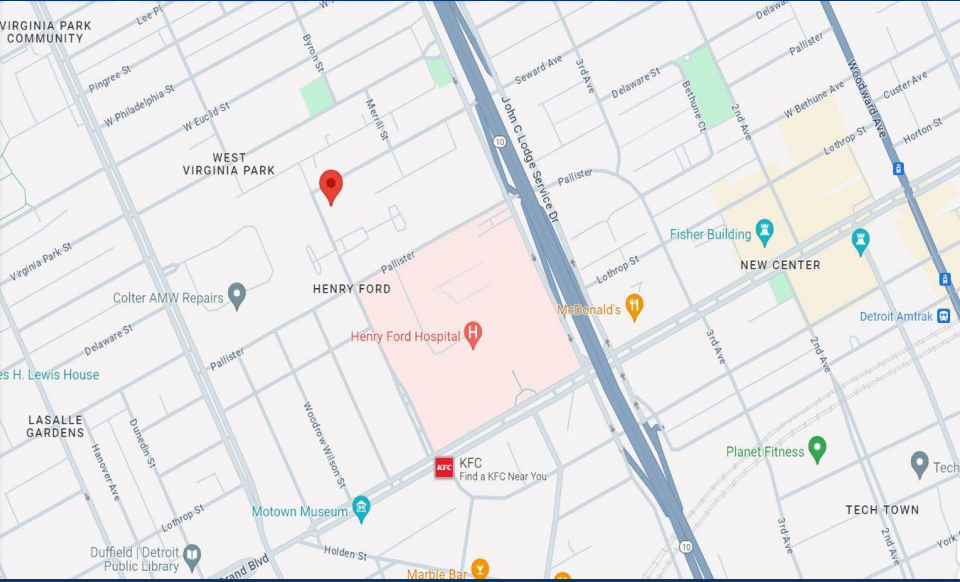 VIRGINIA PARK
COMMUNITY
Lee Pl
Delawa
Pallister
Byron St
Pingree St
Seward Ave
3rd Ave
Delaware St
Custer Ave
W Philadelphia St
W Euclid St
Merrill St
John C Lodge Service Dr
Bethune Ct
2nd Ave
W Bethune Ave
Woodward Ave
Horton St
Lothrop St
10
WEST
VIRGINIA PARK
Pallister
Fisher Building
Virginia Park St
Pallister
Lothrop St
NEW CENTER
HENRY FORD
Colter AMW Repairs
McDonald's
Detroit Amtrak
Delaware St
Henry Ford Hospital
H
3rd Ave
2nd Ave
Pallister
es H. Lewis House
LASALLE
GARDENS
Dunedin St
Woodrow Wilson St
Hanover Ave
KFC
KFC
Find a KFC Near You
Planet Fitness
Tech
Motown Museum
TECH TOWN
Lothrop St
3rd Ave
2nd Ave
York
10
Holden St
Duffield | Detroit
Public Library
Grand Blvd
Marble Bar